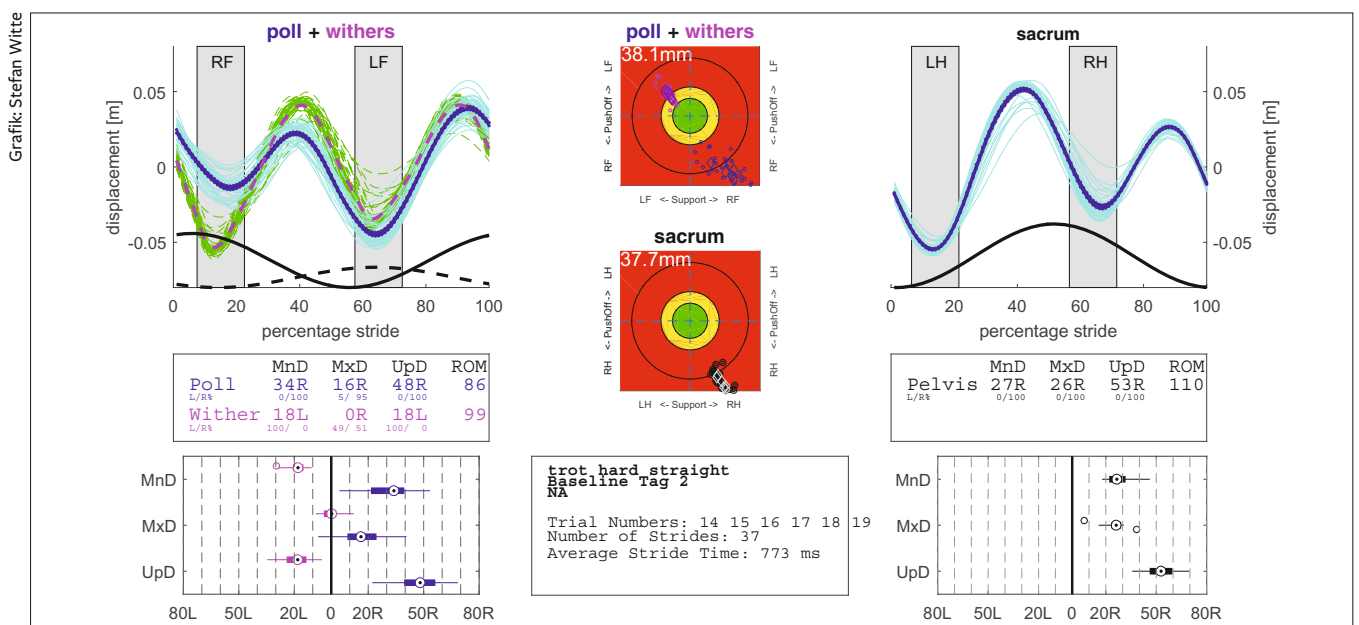 Grafik: Stefan Witte
poll + withers
RF
LF
0.05
0
-0.05
displacement [m]
0
20
40
60
80
100
percentage stride
poll + withers
38.1mm
RF <- PushOff -> LF
RF <- PushOff -> LF
LF <- Support -> RF
sacrum
37.7mm
RH <- PushOff -> LH
RH <- PushOff -> LH
LH <- Support -> RH
sacrum
LH
RH
0.05
0
-0.05
displacement [m]
0
20
40
60
80
100
percentage stride
MnD MxD UpD ROM
Poll 34R 16R 48R 86
L/R% 0/100 5/ 95 0/100
Wither 18L 0R 18L 99
L/R% 100/ 0 49/ 51 100/ 0
MnD MxD UpD ROM
Pelvis 27R 26R 53R 110
L/R% 0/100 0/100 0/100
MnD
MxD
UpD
80L 50L 20L 0 20R 50R 80R
trot hard straight
Baseline Tag 2
NA
Trial Numbers: 14 15 16 17 18 19
Number of Strides: 37
Average Stride Time: 773 ms
MnD
MxD
UpD
80L 50L 20L 0 20R 50R 80R